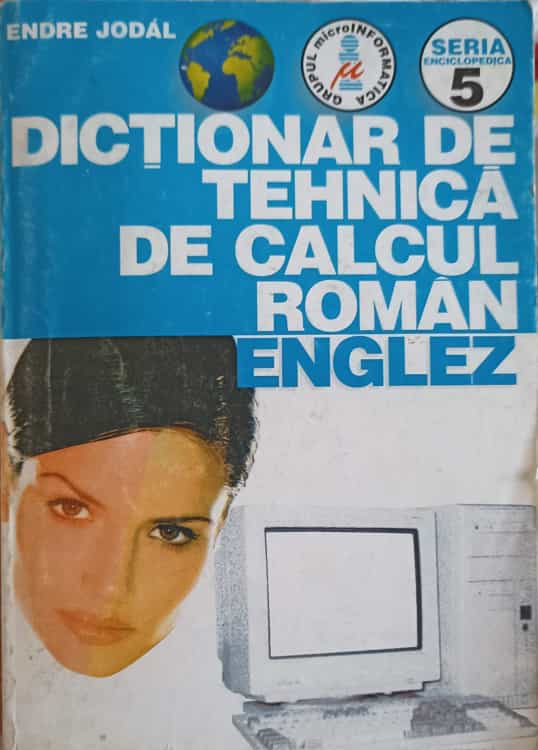 ENDRE JODÁL
GRUPUL microINFORMATICA
μ
SERIA
ENCICLOPEDICA
5
DICȚIONAR DE
TEHNICĂ
DE CALCUL
ROMÂN
ENGLEZ